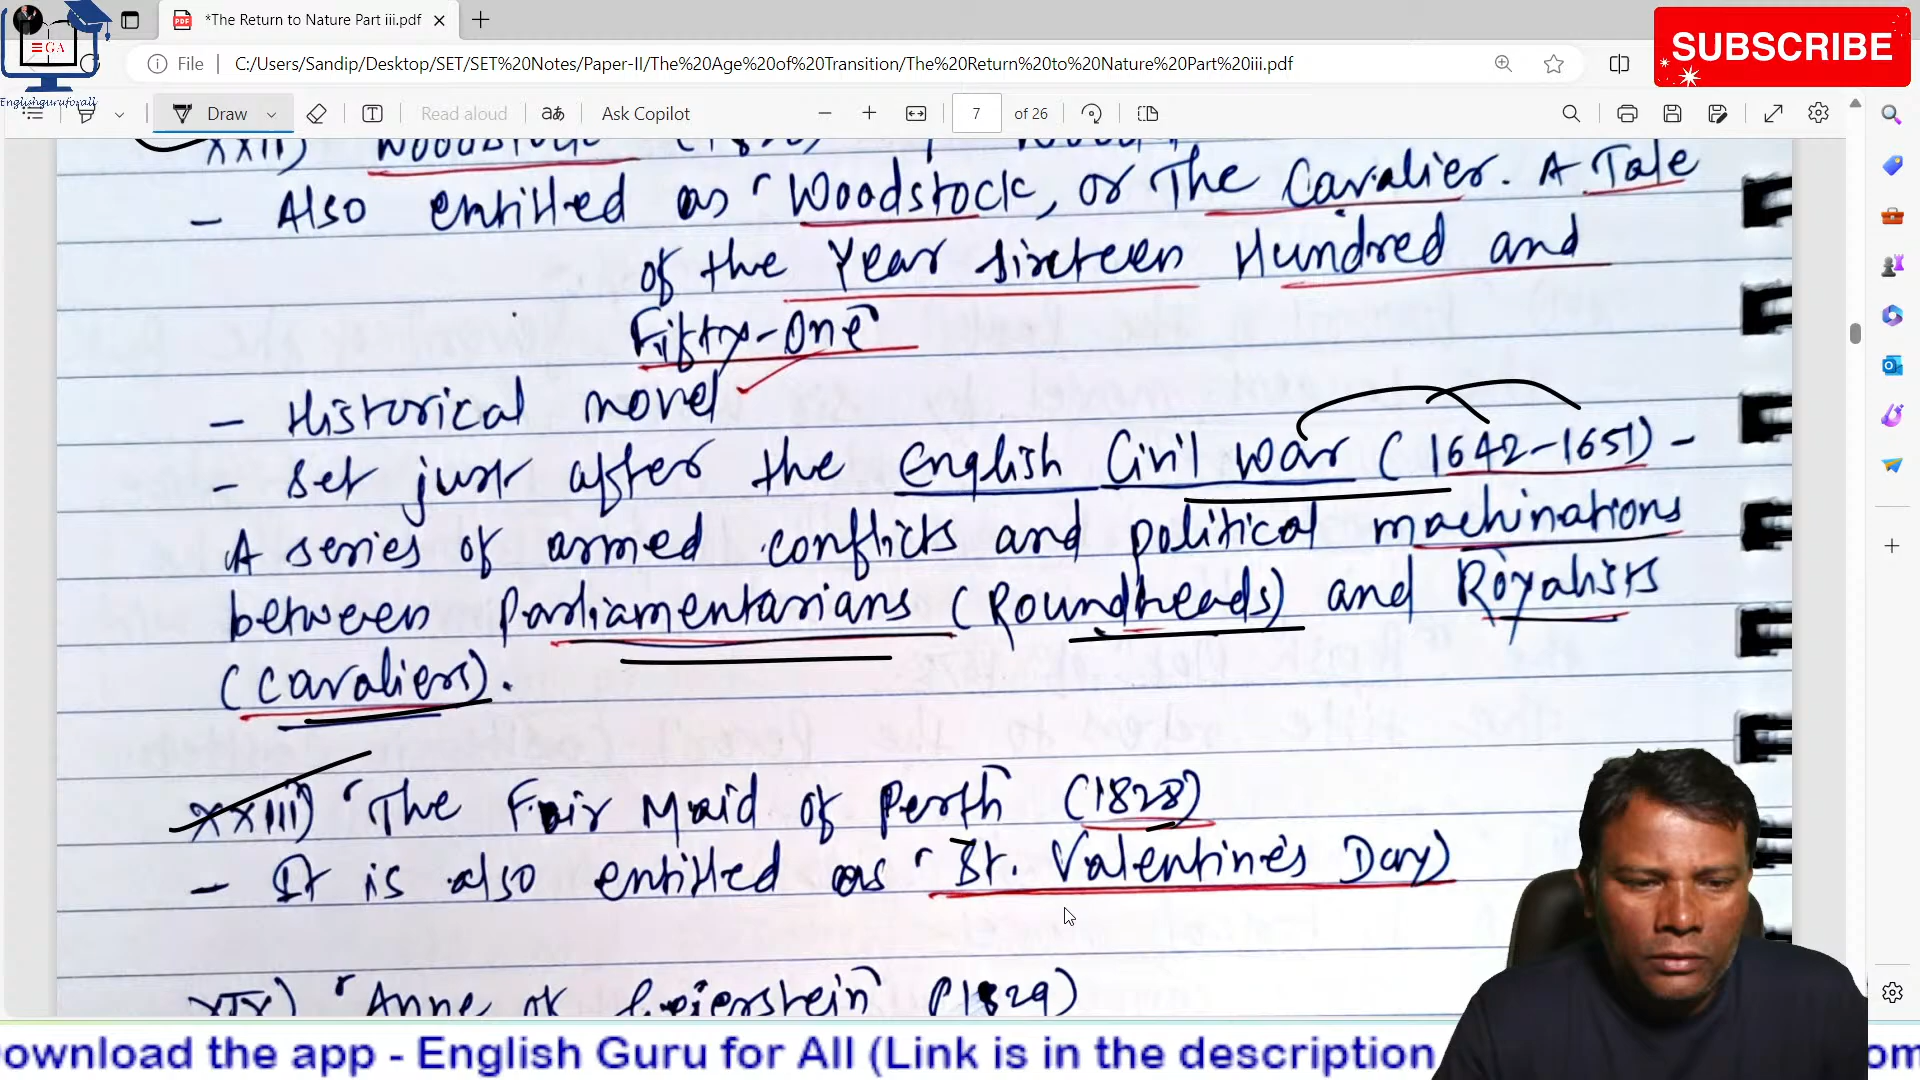 *The Return to Nature Part iii.pdf
SUBSCRIBE
≡GA
Englishguruforall
File
C:/Users/Sandip/Desktop/SET/SET%20Notes/Paper-II/The%20Age%20of%20Transition/The%20Return%20to%20Nature%20Part%20iii.pdf
Draw
Read aloud
Ask Copilot
7 of 26
XXII) Woodstock
- Also entitled as 'Woodstock, or The Cavalier. A Tale
of the Year Sixteen Hundred and
Fifty-One'
- Historical novel
- Set just after the English Civil War (1642-1651) -
A series of armed conflicts and political machinations
between Parliamentarians (Roundheads) and Royalists
(Cavaliers).
XXIII) 'The Fair Maid of Perth' (1828)
- It is also entitled as 'St. Valentine's Day)
'Anne of Geierstein' (1829)
ownload the app - English Guru for All (Link is in the description
om